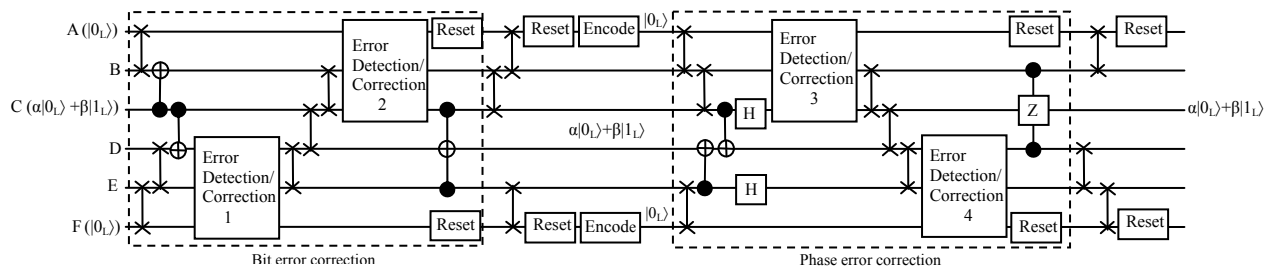 A (|0L⟩)
B
C (α|0L⟩ +β|1L⟩)
D
E
F (|0L⟩)
Error
Detection/
Correction
1
Error
Detection/
Correction
2
Reset
Reset
Bit error correction
Reset
Encode
|0L⟩
α|0L⟩+β|1L⟩
Reset
Encode
|0L⟩
H
H
Error
Detection/
Correction
3
Error
Detection/
Correction
4
Reset
Z
Reset
Phase error correction
Reset
α|0L⟩+β|1L⟩
Reset